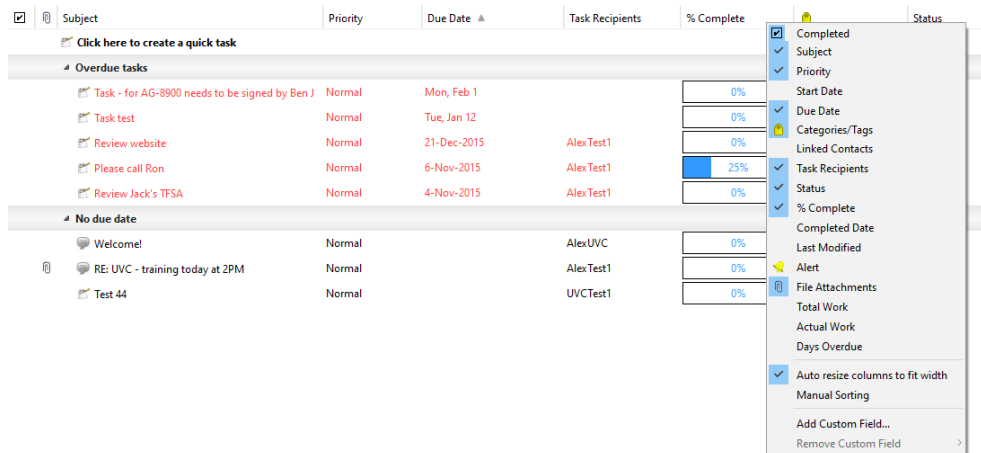 Subject Priority Due Date Task Recipients % Complete Status
Click here to create a quick task
Overdue tasks
Task - for AG-8900 needs to be signed by Ben J Normal Mon, Feb 1 0%
Task test Normal Tue, Jan 12 0%
Review website Normal 21-Dec-2015 AlexTest1 0%
Please call Ron Normal 6-Nov-2015 AlexTest1 25%
Review Jack's TFSA Normal 4-Nov-2015 AlexTest1 0%
No due date
Welcome! Normal AlexUVC 0%
RE: UVC - training today at 2PM Normal AlexTest1 0%
Test 44 Normal UVCTest1 0%
Completed
Subject
Priority
Start Date
Due Date
Categories/Tags
Linked Contacts
Task Recipients
Status
% Complete
Completed Date
Last Modified
Alert
File Attachments
Total Work
Actual Work
Days Overdue
Auto resize columns to fit width
Manual Sorting
Add Custom Field...
Remove Custom Field